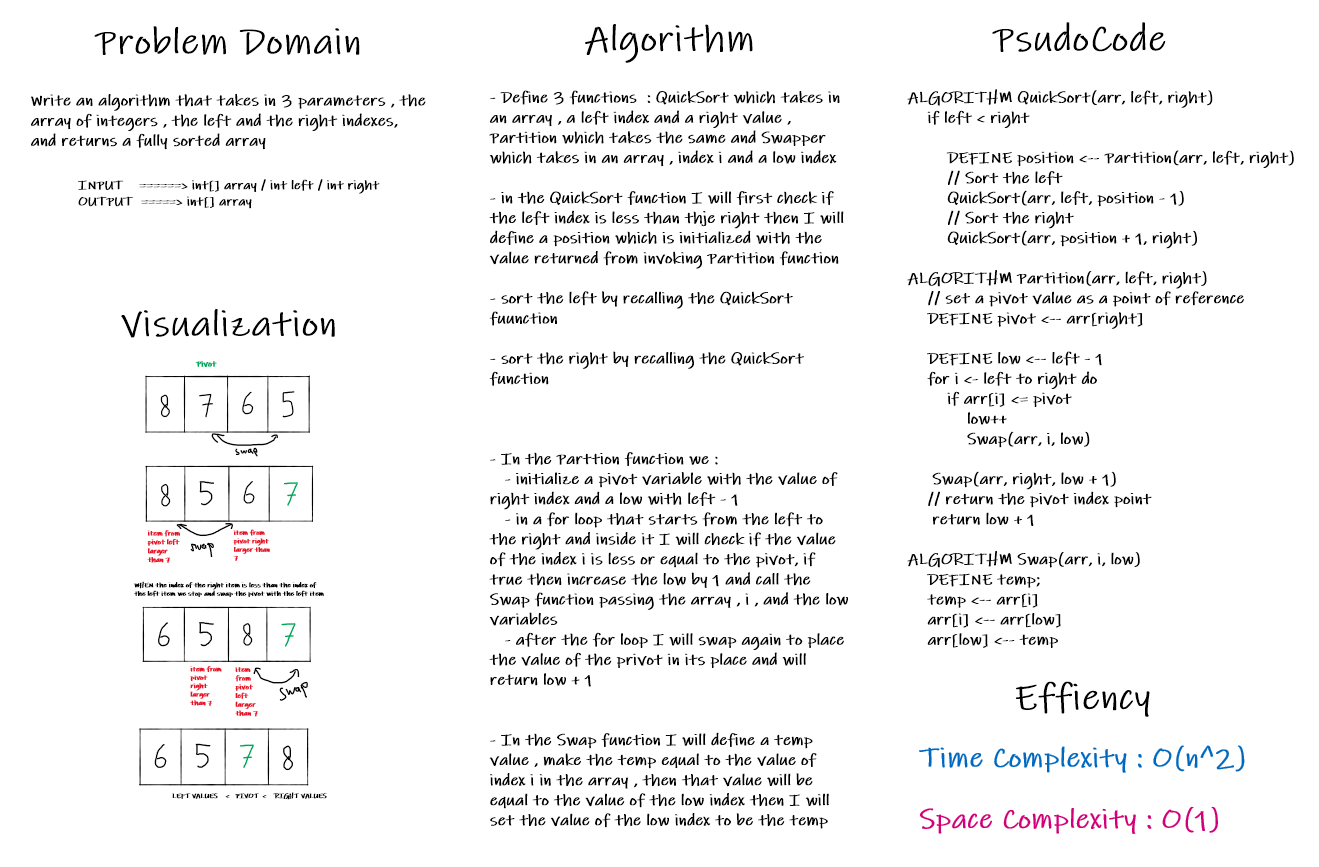 Problem Domain
Write an algorithm that takes in 3 parameters , the
array of integers , the left and the right indexes,
and returns a fully sorted array
INPUT ======> int[] array / int left / int right
OUTPUT =====> int[] array
Visualization
Pivot
8 7 6 5
swap
8 5 6 7
item from
pivot left
larger
than 7
swap
item from
pivot right
larger than
7
WHEN the index of the right item is less than the index of
the left item we stop and swap the pivot with the left item
6 5 8 7
item from
pivot
right
larger
than 7
item
from
pivot
left
larger
than 7
swap
6 5 7 8
LEFT VALUES < PIVOT < RIGHT VALUES
Algorithm
- Define 3 functions : QuickSort which takes in
an array , a left index and a right value ,
Partition which takes the same and Swapper
which takes in an array , index i and a low index
- in the QuickSort function I will first check if
the left index is less than thje right then I will
define a position which is initialized with the
value returned from invoking Partition function
- sort the left by recalling the QuickSort
fuunction
- sort the right by recalling the QuickSort
function
- In the Parttion function we :
- initialize a pivot variable with the value of
right index and a low with left - 1
- in a for loop that starts from the left to
the right and inside it I will check if the value
of the index i is less or equal to the pivot, if
true then increase the low by 1 and call the
Swap function passing the array , i , and the low
variables
- after the for loop I will swap again to place
the value of the privot in its place and will
return low + 1
- In the Swap function I will define a temp
value , make the temp equal to the value of
index i in the array , then that value will be
equal to the value of the low index then I will
set the value of the low index to be the temp
PsudoCode
ALGORITHM QuickSort(arr, left, right)
if left < right
DEFINE position <-- Partition(arr, left, right)
// Sort the left
QuickSort(arr, left, position - 1)
// Sort the right
QuickSort(arr, position + 1, right)
ALGORITHM Partition(arr, left, right)
// set a pivot value as a point of reference
DEFINE pivot <-- arr[right]
DEFINE low <-- left - 1
for i <- left to right do
if arr[i] <= pivot
low++
Swap(arr, i, low)
Swap(arr, right, low + 1)
// return the pivot index point
return low + 1
ALGORITHM Swap(arr, i, low)
DEFINE temp;
temp <-- arr[i]
arr[i] <-- arr[low]
arr[low] <-- temp
Effiency
Time Complexity : O(n^2)
Space Complexity : O(1)